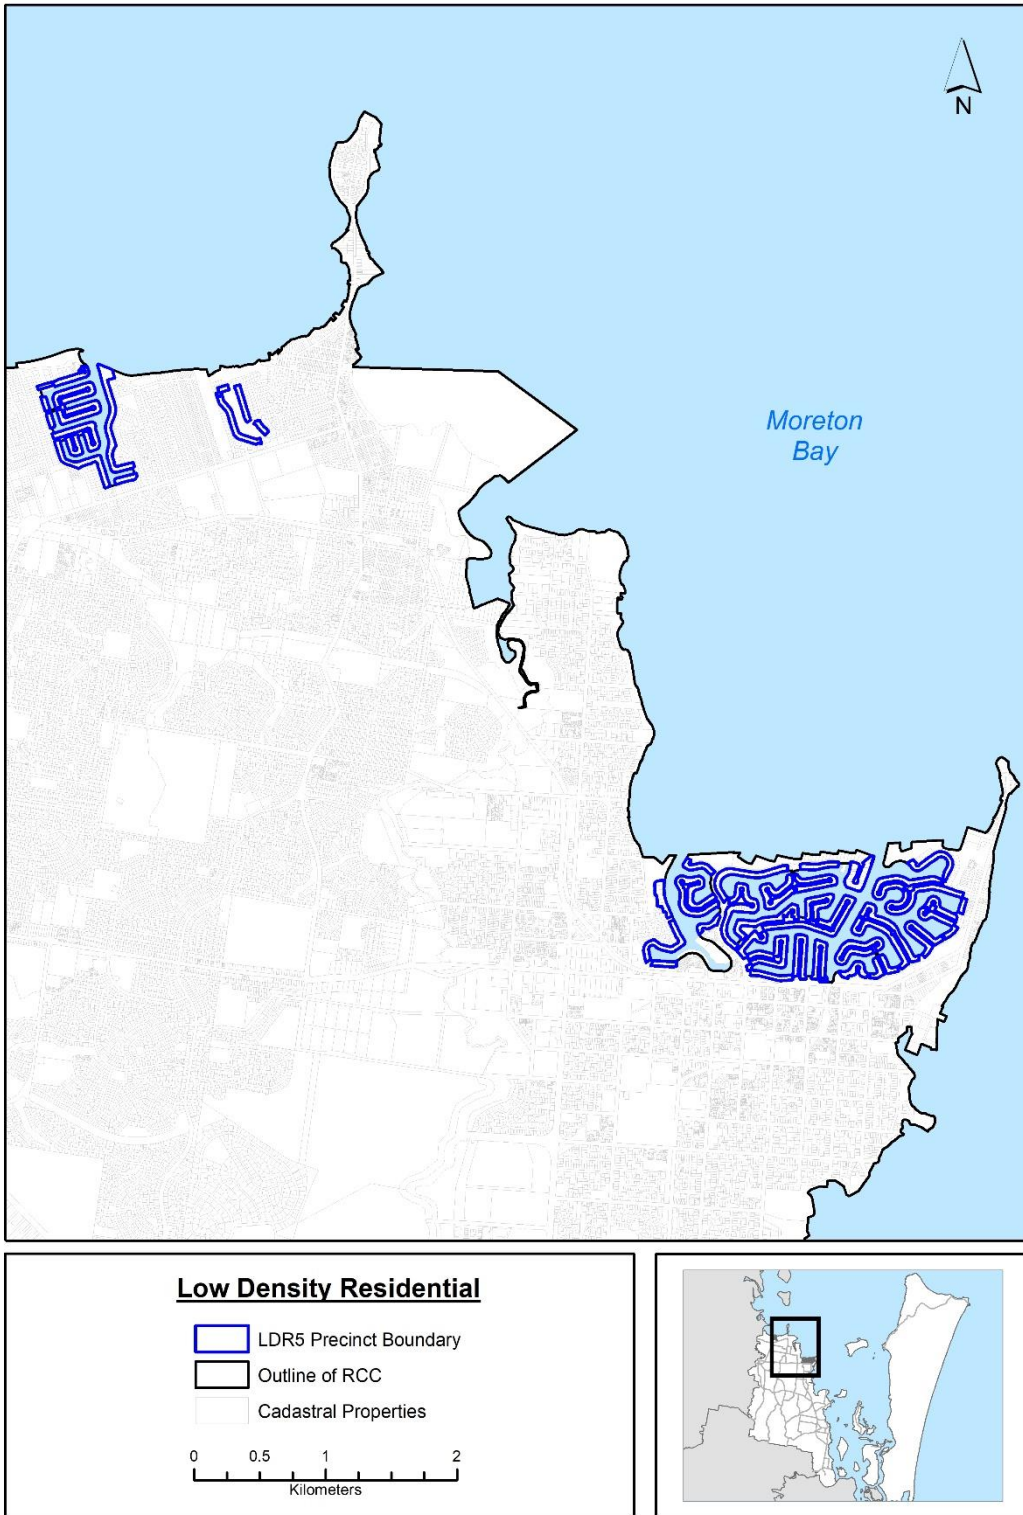 N
Moreton
Bay
Low Density Residential
LDR5 Precinct Boundary
Outline of RCC
Cadastral Properties
0 0.5 1 2
Kilometers